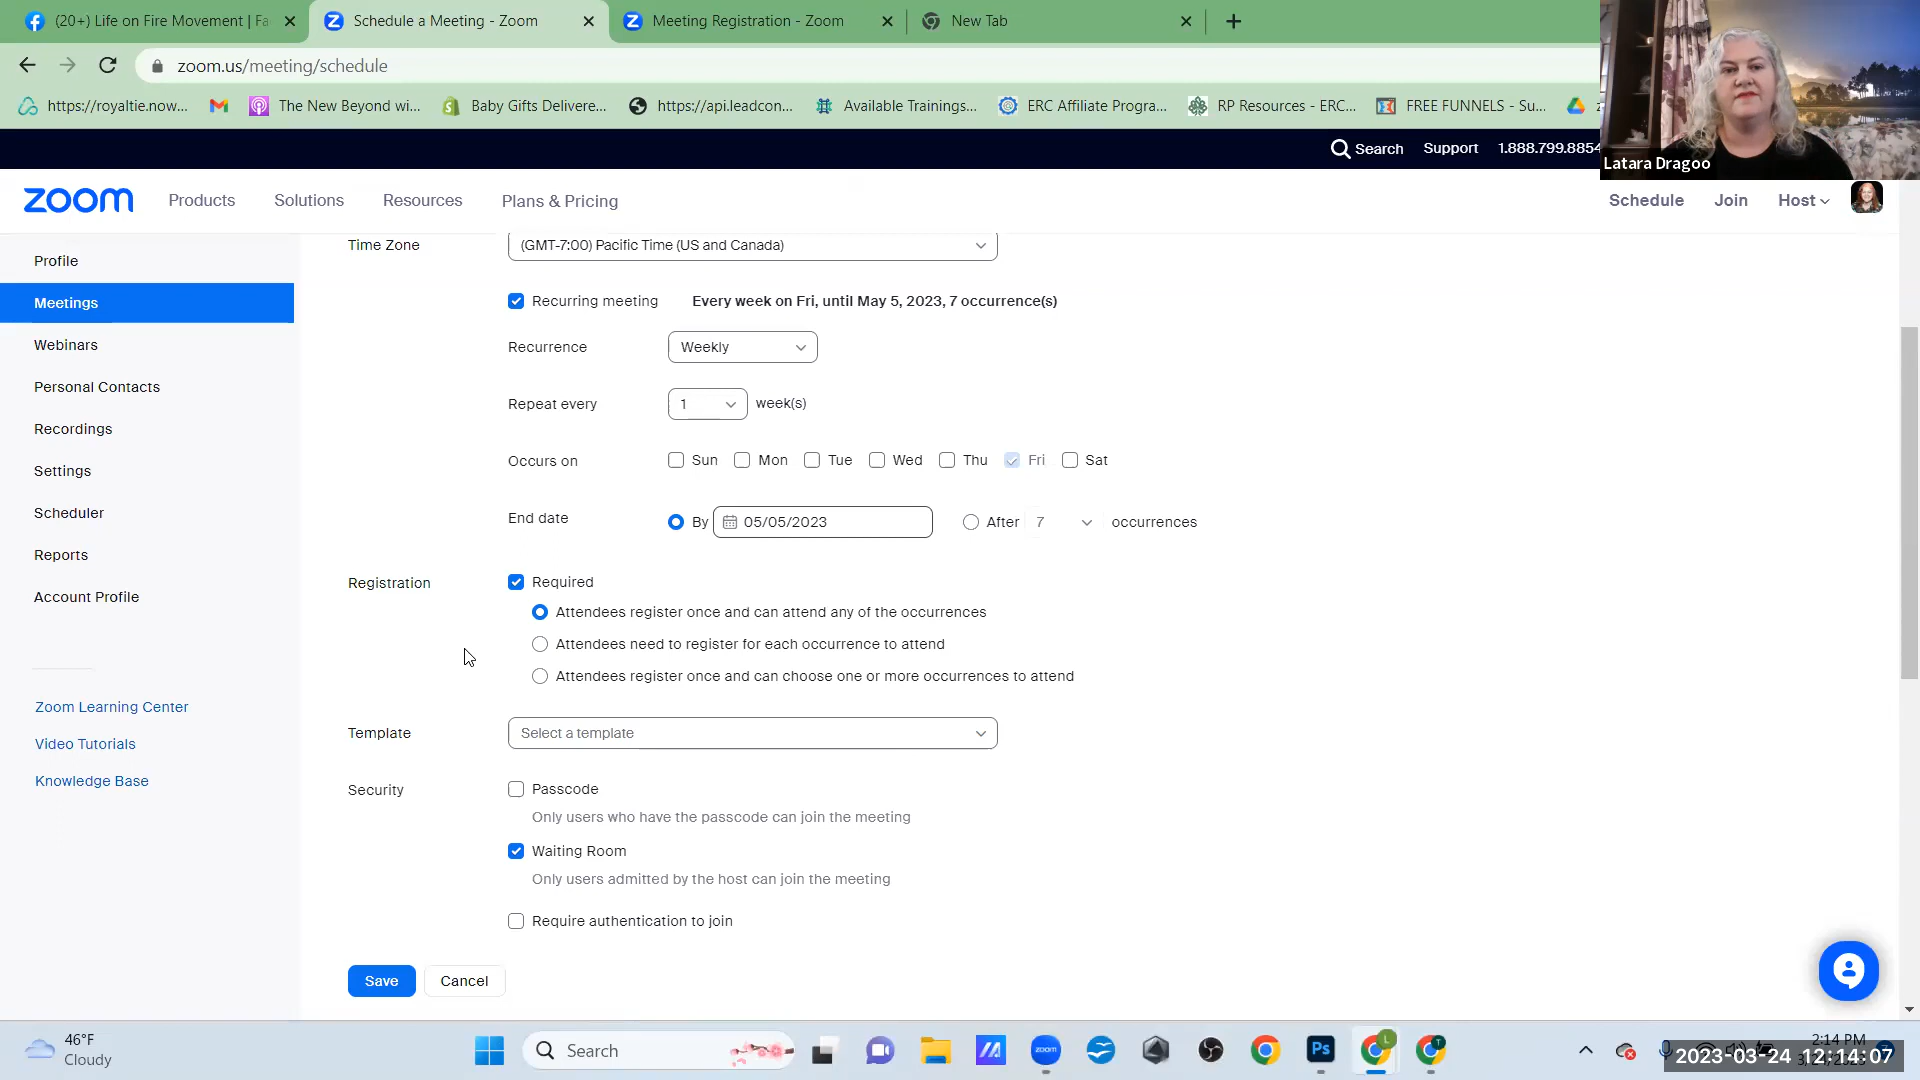 (20+) Life on Fire Movement | Fa
Schedule a Meeting - Zoom
Meeting Registration - Zoom
New Tab
zoom.us/meeting/schedule
https://royaltie.now...
The New Beyond wi...
Baby Gifts Delivere...
https://api.leadcon...
Available Trainings...
ERC Affiliate Progra...
RP Resources - ERC...
FREE FUNNELS - Su...
Latara Dragoo
Search
Support
1.888.799.8854
zoom
Products
Solutions
Resources
Plans & Pricing
Schedule
Join
Host
Profile
Meetings
Webinars
Personal Contacts
Recordings
Settings
Scheduler
Reports
Account Profile
Zoom Learning Center
Video Tutorials
Knowledge Base
Time Zone
(GMT-7:00) Pacific Time (US and Canada)
Recurring meeting Every week on Fri, until May 5, 2023, 7 occurrence(s)
Recurrence Weekly
Repeat every 1 week(s)
Occurs on Sun Mon Tue Wed Thu Fri Sat
End date By 05/05/2023 After 7 occurrences
Registration Required
Attendees register once and can attend any of the occurrences
Attendees need to register for each occurrence to attend
Attendees register once and can choose one or more occurrences to attend
Template Select a template
Security Passcode
Only users who have the passcode can join the meeting
Waiting Room
Only users admitted by the host can join the meeting
Require authentication to join
Save Cancel
46°F
Cloudy
Search
zoom
Ps
L
T
2:14 PM
2023-03-24 12:14:07